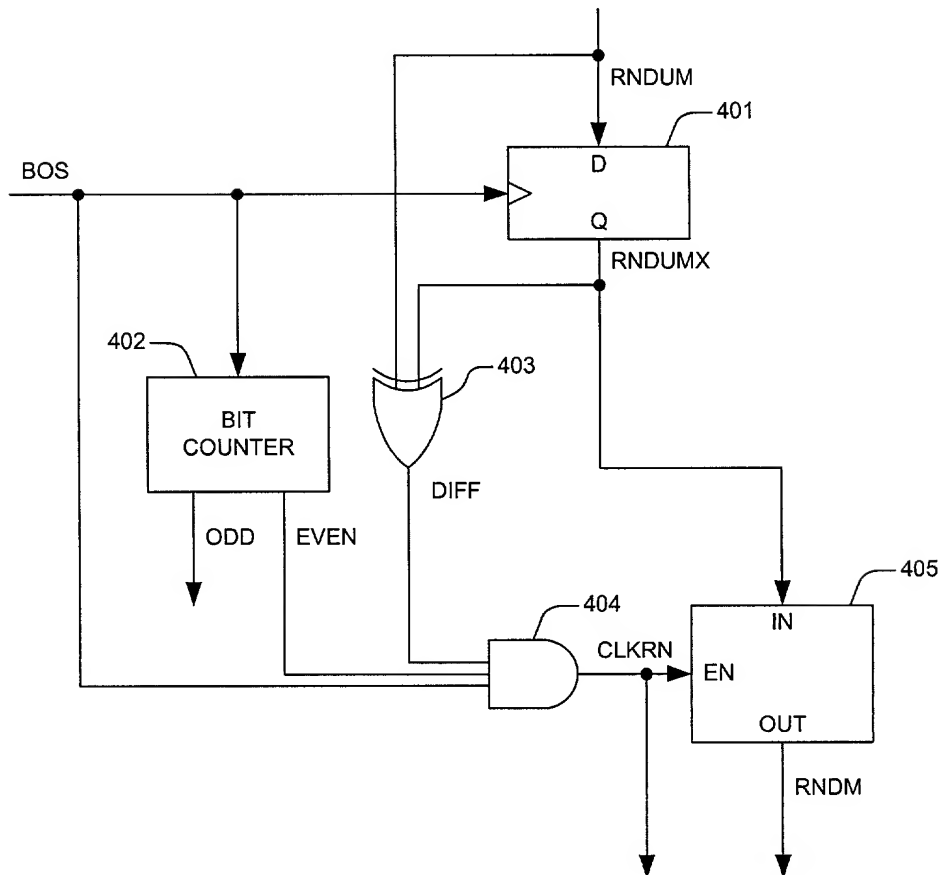 RNDUM
401
BOS
D
Q
RNDUMX
402
403
BIT
COUNTER
DIFF
ODD
EVEN
404
405
CLKRN
IN
EN
OUT
RNDM